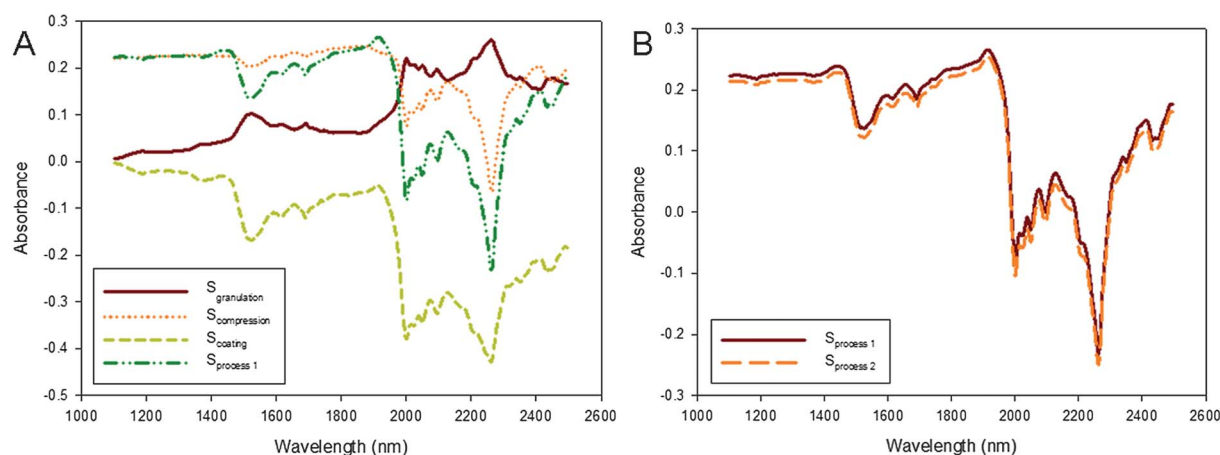 A
0.3
0.2
0.1
0.0
-0.1
-0.2
-0.3
-0.4
-0.5
Absorbance
S granulation
S compression
S coating
S process 1
1000 1200 1400 1600 1800 2000 2200 2400 2600
Wavelength (nm)
B
0.3
0.2
0.1
0.0
-0.1
-0.2
-0.3
Absorbance
S process 1
S process 2
1000 1200 1400 1600 1800 2000 2200 2400 2600
Wavelength (nm)